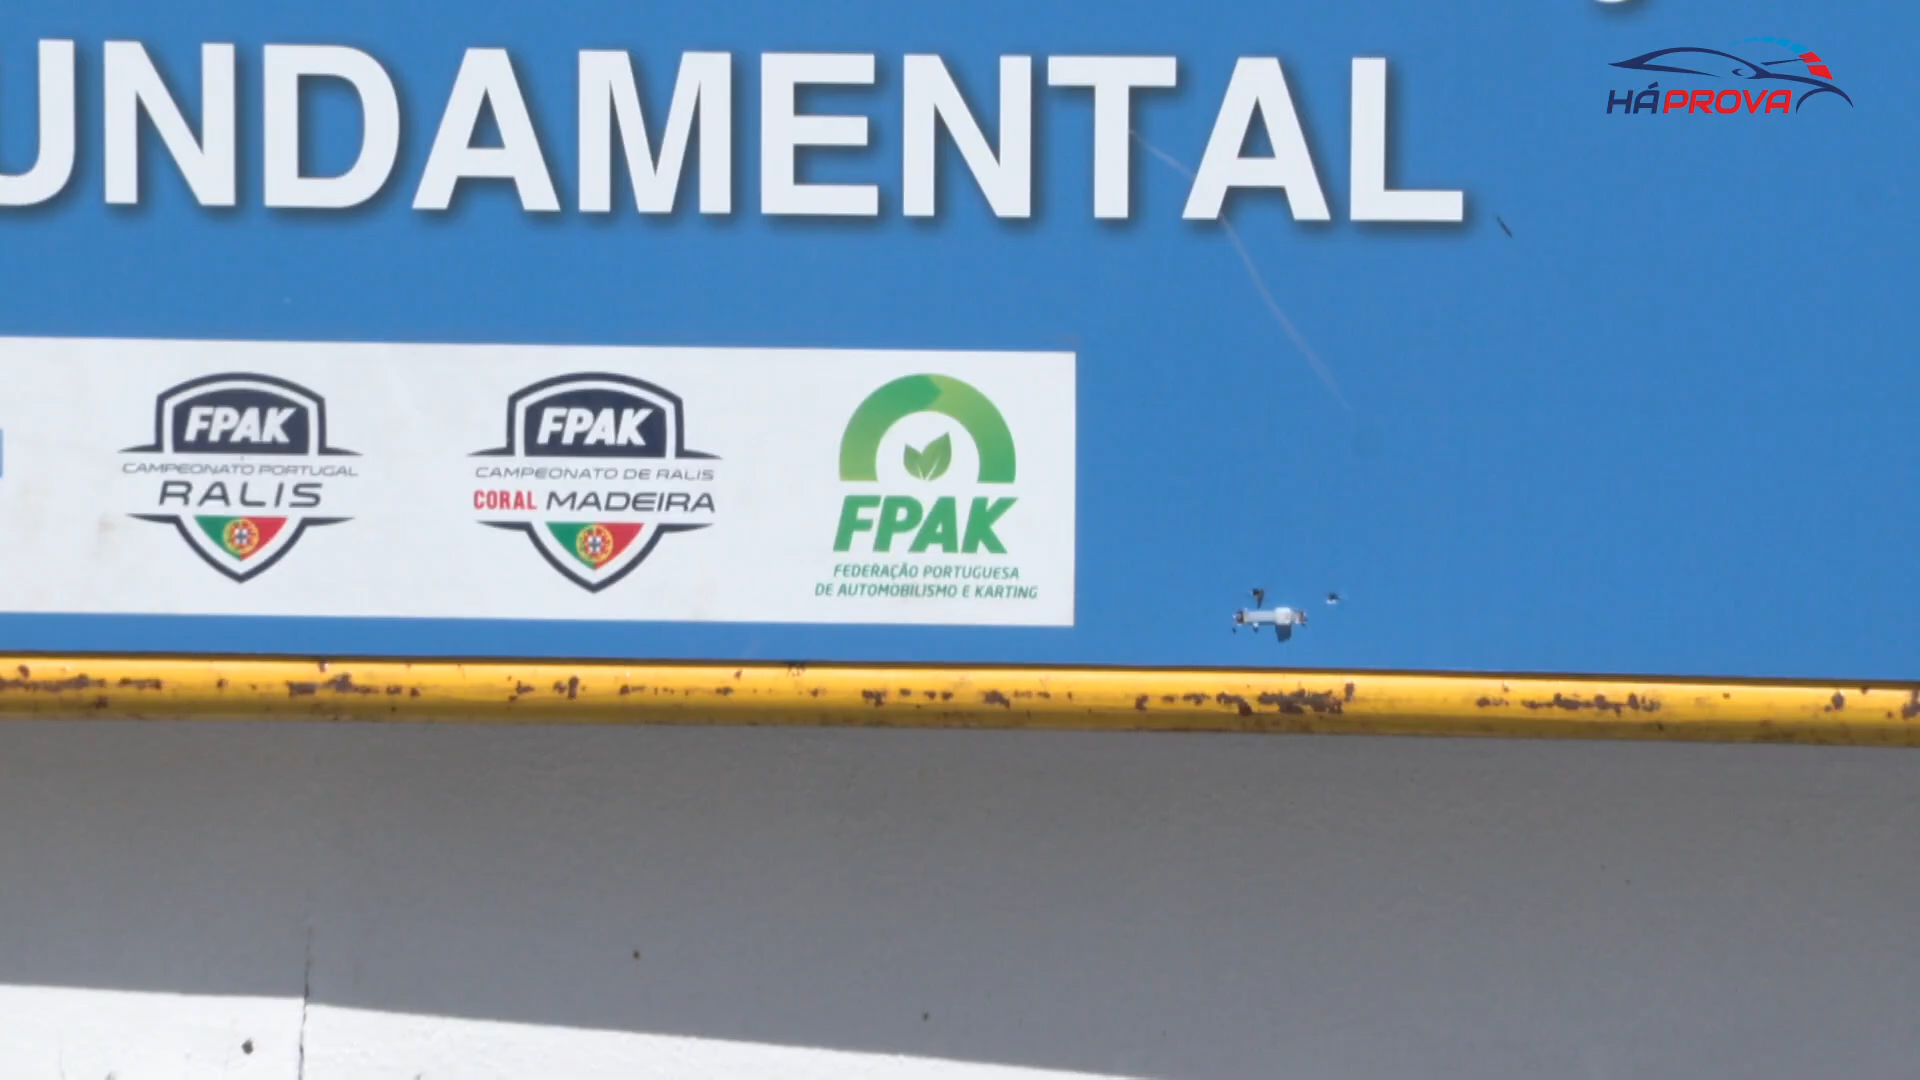 UNDAMENTAL
HÁPROVA
FPAK
CAMPEONATO PORTUGAL
RALIS
FPAK
CAMPEONATO DE RALIS
CORAL MADEIRA
FPAK
FEDERAÇÃO PORTUGUESA
DE AUTOMOBILISMO E KARTING